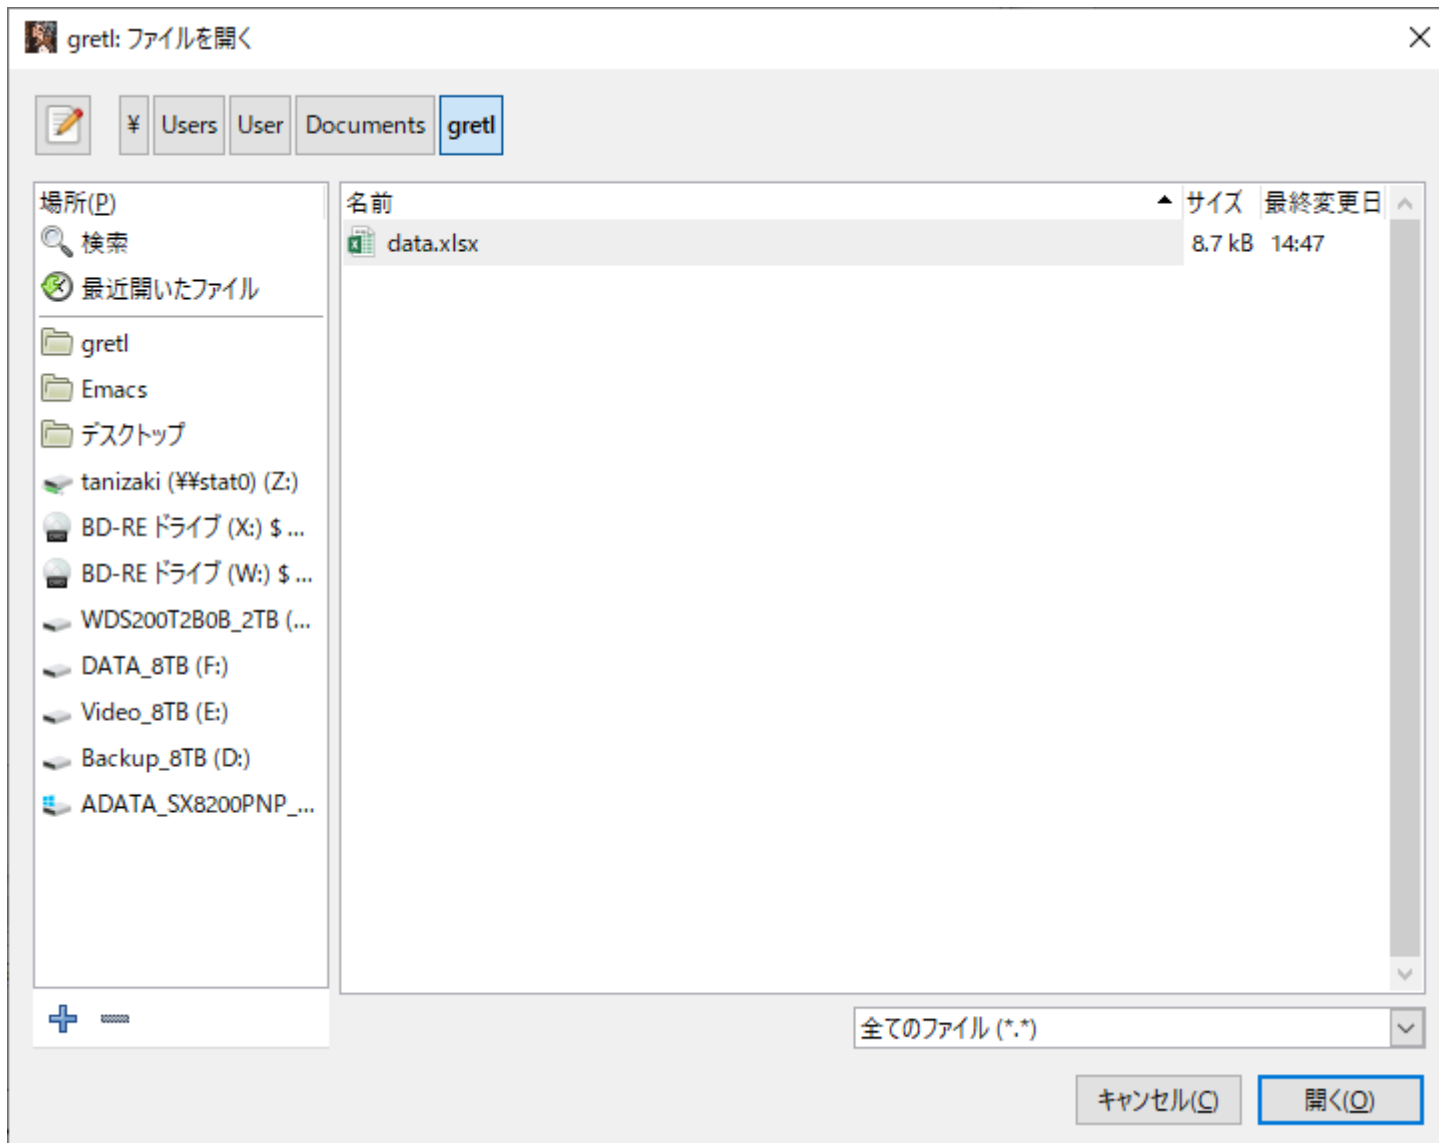 gretl: ファイルを開く
¥ Users User Documents gretl
場所(P)
検索
最近開いたファイル
gretl
Emacs
デスクトップ
tanizaki (¥¥stat0) (Z:)
BD-RE ドライブ (X:) $ ...
BD-RE ドライブ (W:) $ ...
WDS200T2B0B_2TB (...
DATA_8TB (F:)
Video_8TB (E:)
Backup_8TB (D:)
ADATA_SX8200PNP_...
名前 サイズ 最終変更日
data.xlsx 8.7 kB 14:47
全てのファイル (*.*)
キャンセル(C) 開く(O)